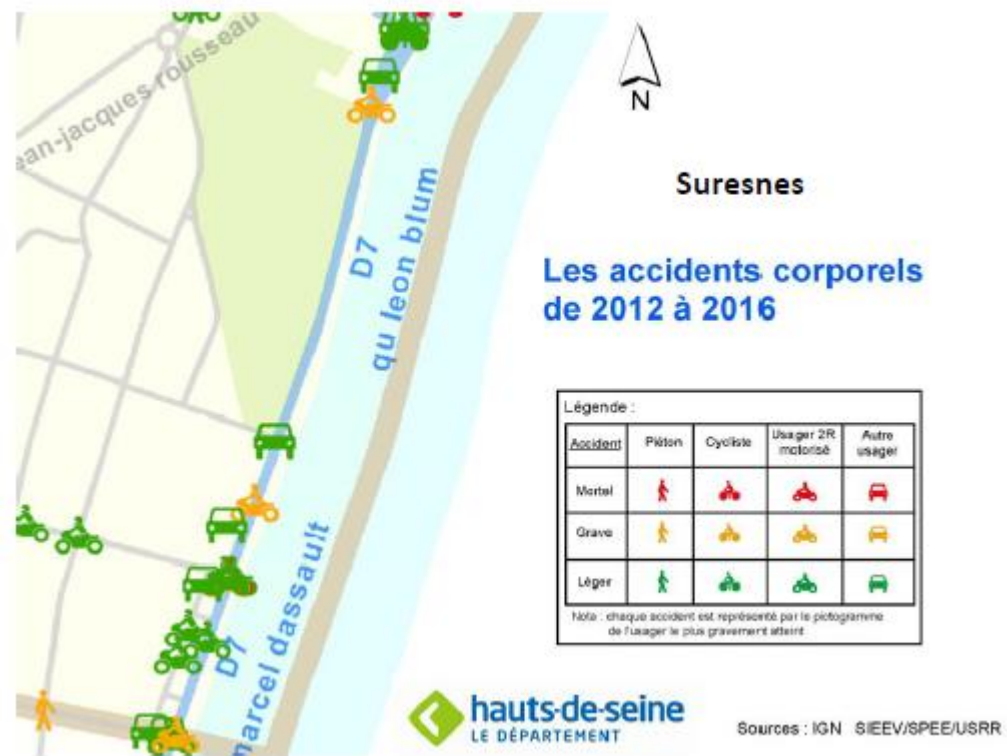 ean-jacques rousseau
N
Suresnes
D7
qu leon blum
Les accidents corporels
de 2012 à 2016
Légende :
Accident Piéton Cycliste Usager 2R motorisé Autre usager
Mortel
Grave
Léger
Note : chaque accident est représenté par le pictogramme
de l'usager le plus gravement atteint
D7
marcel dassault
hauts-de-seine
LE DÉPARTEMENT
Sources : IGN SIEEV/SPEE/USRR